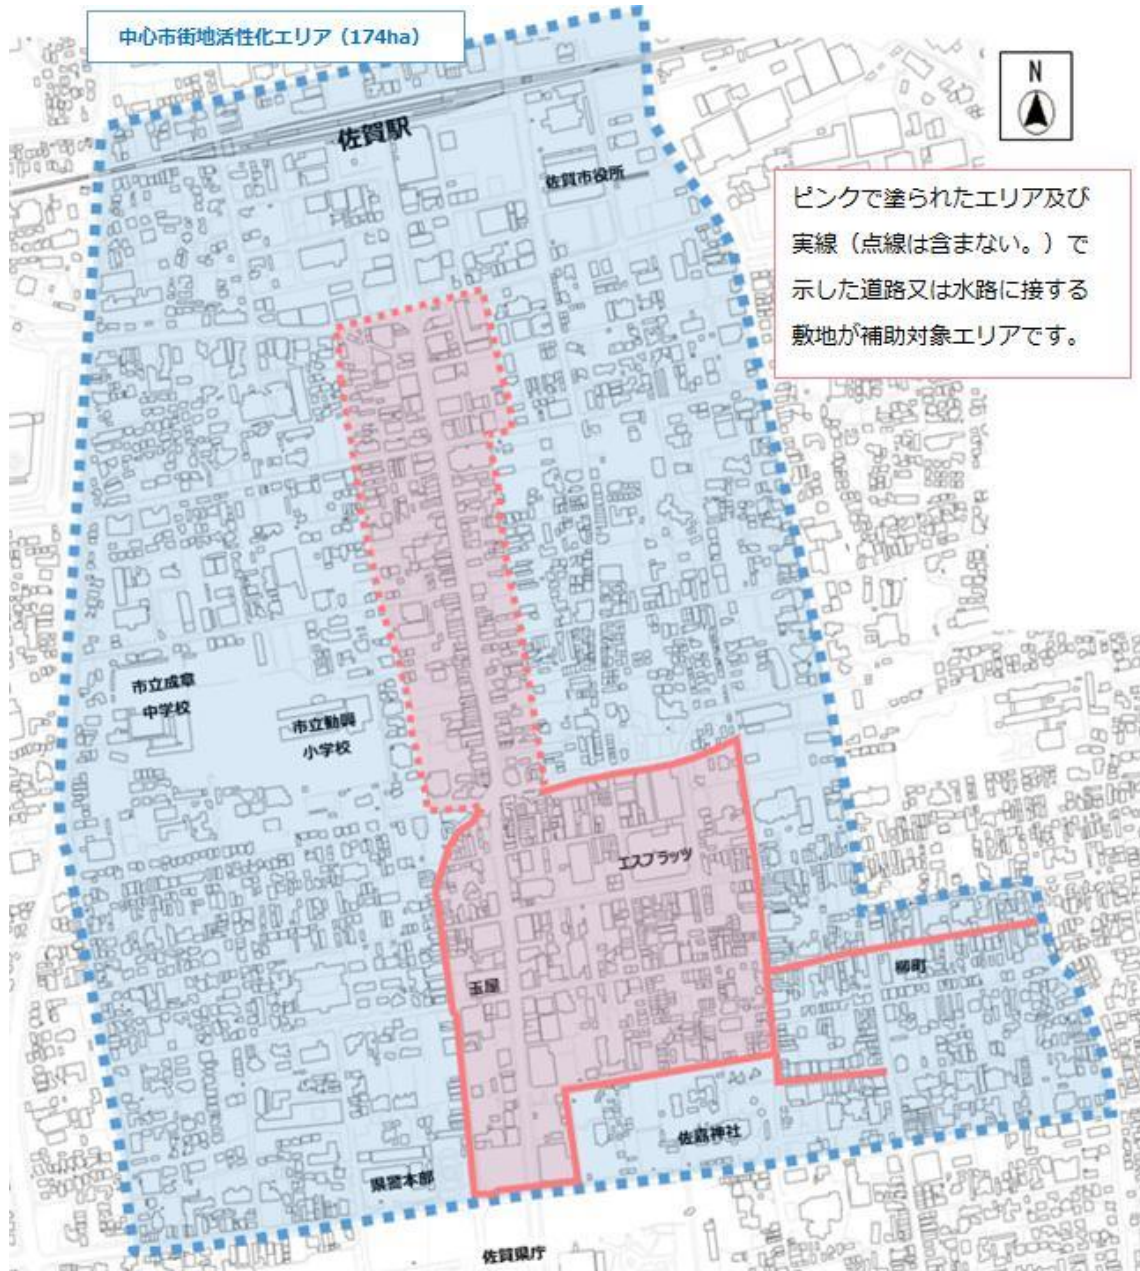 中心市街地活性化エリア（174ha）
N
佐賀駅
佐賀市役所
ピンクで塗られたエリア及び
実線（点線は含まない。）で
示した道路又は水路に接する
敷地が補助対象エリアです。
市立成章
中学校
市立勧興
小学校
エスプラッツ
柳町
玉屋
佐嘉神社
県警本部
佐賀県庁